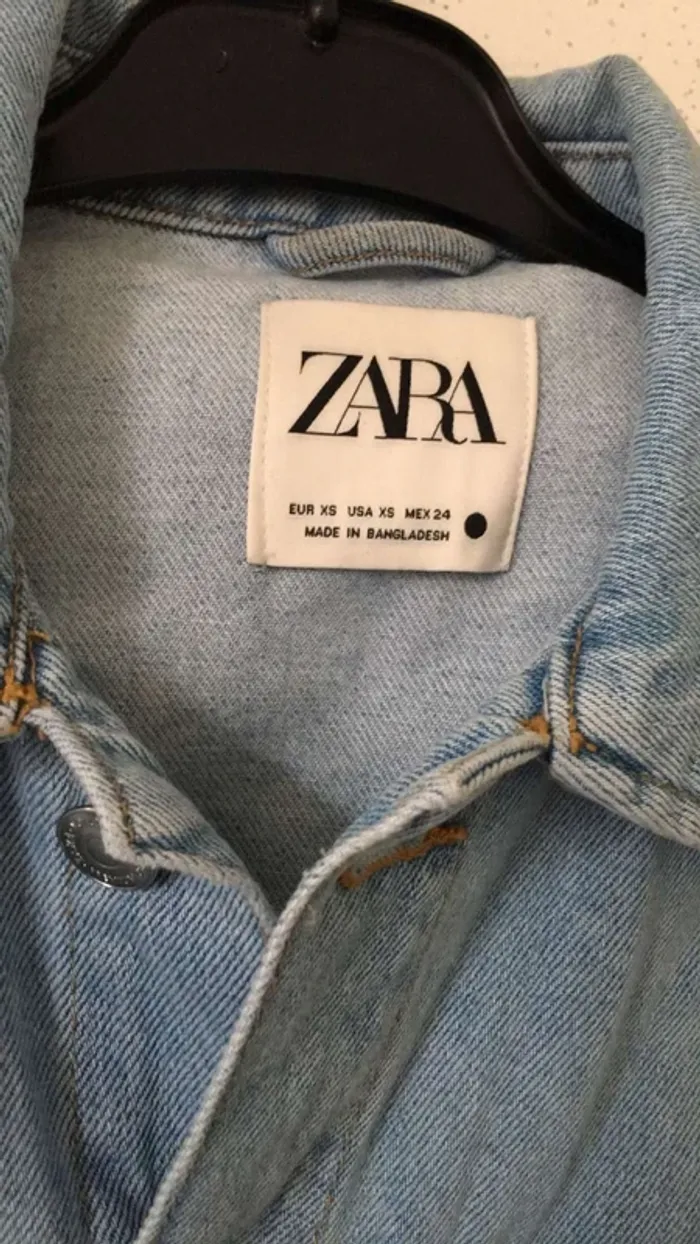 ZARA
EUR XS USA XS MEX 24
MADE IN BANGLADESH